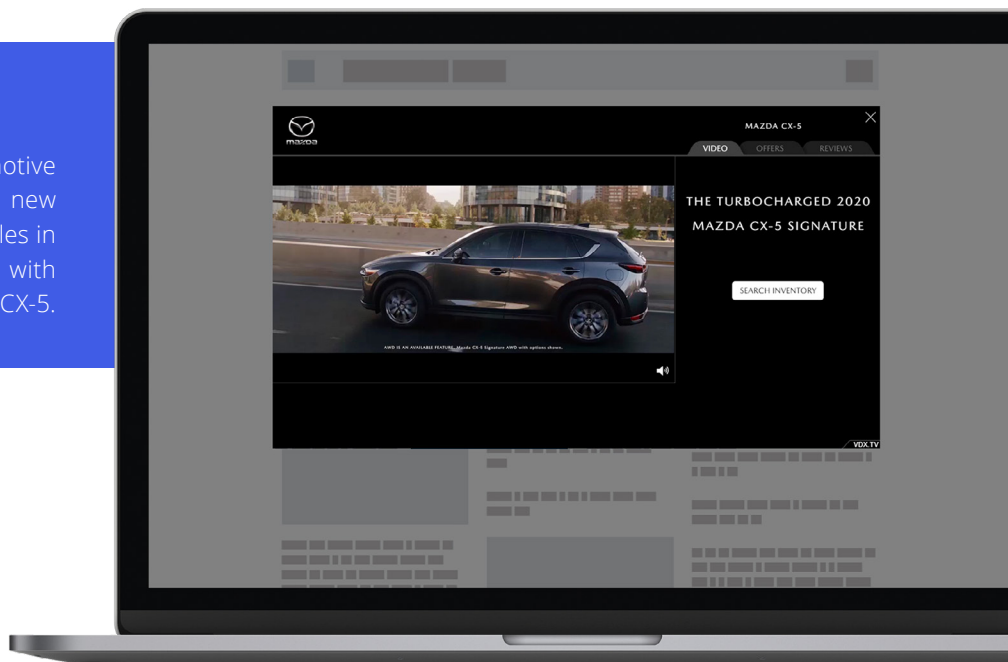 otive
new
les in
with
CX-5.
mazda
MAZDA CX-5
VIDEO OFFERS REVIEWS
THE TURBOCHARGED 2020
MAZDA CX-5 SIGNATURE
SEARCH INVENTORY
AWD IS AN AVAILABLE FEATURE. Mazda CX-5 Signature AWD with options shown.
VDX.TV